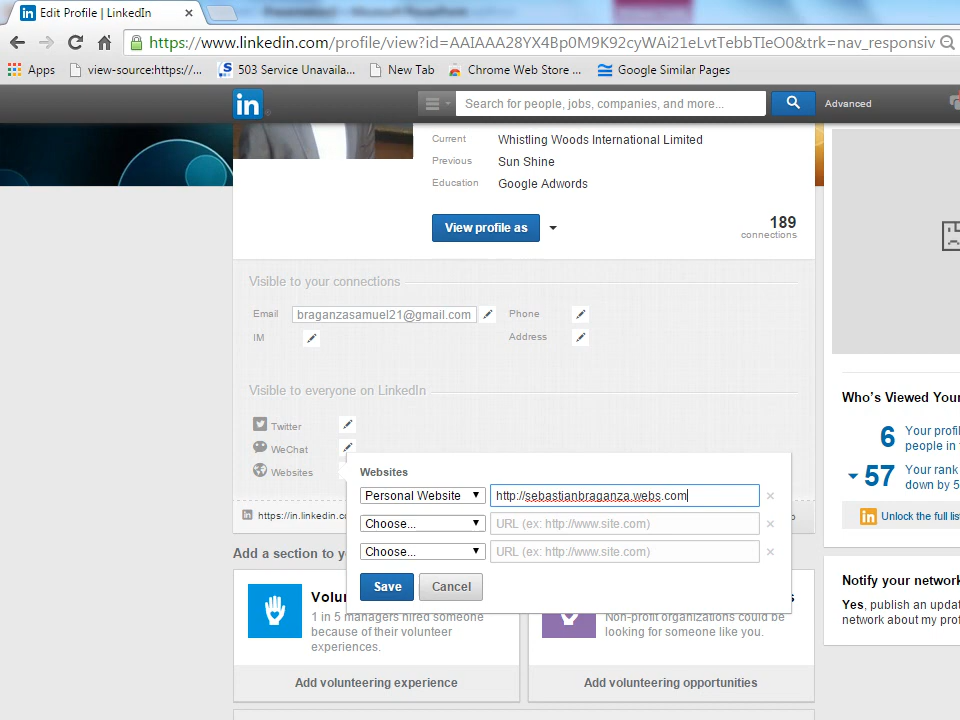 Edit Profile | LinkedIn
https://www.linkedin.com/profile/view?id=AAIAAA28YX4Bp0M9K92cyWAi21eLvtTebbTIeO0&trk=nav_responsiv
Apps view-source:https://... 503 Service Unavaila... New Tab Chrome Web Store ... Google Similar Pages
in Search for people, jobs, companies, and more... Advanced
Current Whistling Woods International Limited
Previous Sun Shine
Education Google Adwords
View profile as
189
connections
Visible to your connections
Email braganzasamuel21@gmail.com Phone
IM Address
Visible to everyone on LinkedIn
Twitter
WeChat
Websites
Websites
Personal Website http://sebastianbraganza.webs.com
Choose... URL (ex: http://www.site.com)
Choose... URL (ex: http://www.site.com)
Save Cancel
https://in.linkedin.co
Add a section to yo
Volun
1 in 5 managers hired someone
because of their volunteer
experiences.
Add volunteering experience
Non-profit organizations could be
looking for someone like you.
Add volunteering opportunities
Who's Viewed Your
6 Your profil
people in t
57 Your rank
down by 5
Unlock the full list
Notify your network
Yes, publish an updat
network about my prof